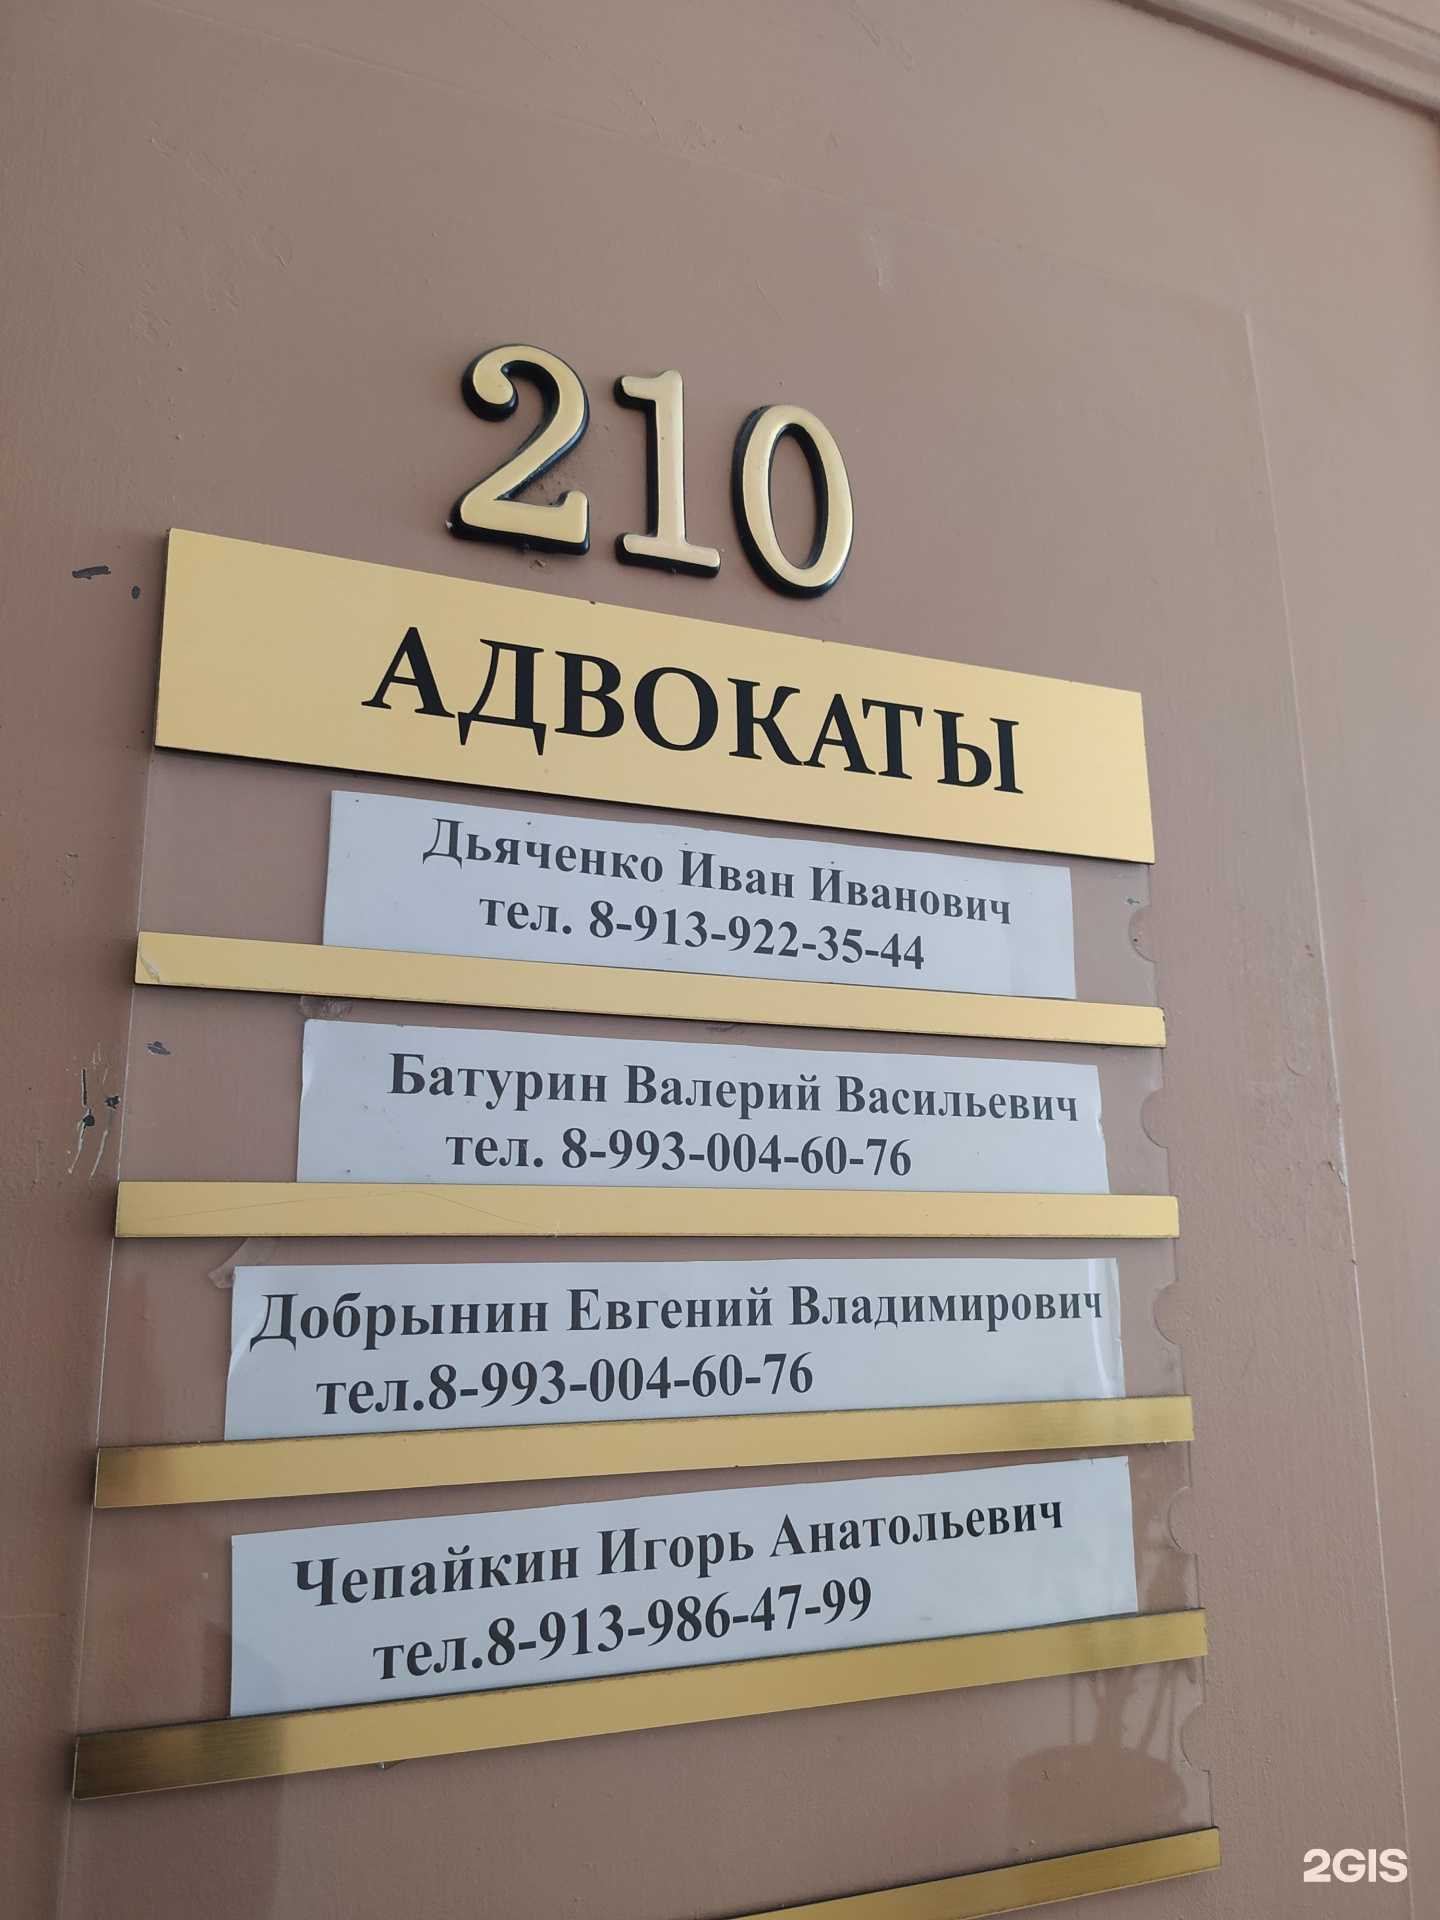 210
АДВОКАТЫ
Дьяченко Иван Иванович
тел. 8-913-922-35-44
Батурин Валерий Васильевич
тел. 8-993-004-60-76
Добрынин Евгений Владимирович
тел.8-993-004-60-76
Чепайкин Игорь Анатольевич
тел.8-913-986-47-99
2GIS